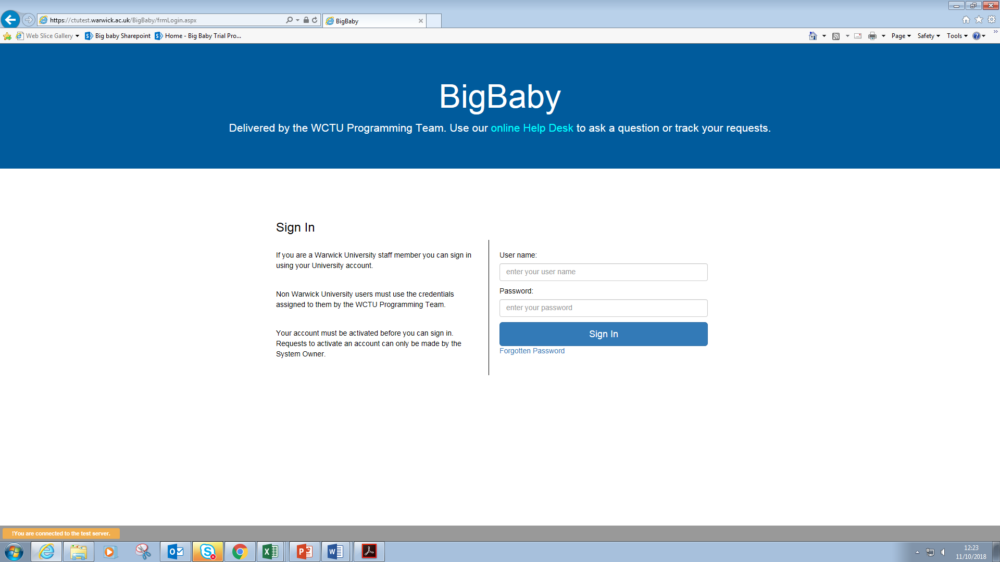 https://ctutest.warwick.ac.uk/BigBaby/frmLogin.aspx
BigBaby
Web Slice Gallery
Big baby Sharepoint
Home - Big Baby Trial Pro...
Page
Safety
Tools
BigBaby
Delivered by the WCTU Programming Team. Use our online Help Desk to ask a question or track your requests.
Sign In
If you are a Warwick University staff member you can sign in
using your University account.
Non Warwick University users must use the credentials
assigned to them by the WCTU Programming Team.
Your account must be activated before you can sign in.
Requests to activate an account can only be made by the
System Owner.
User name:
enter your user name
Password:
enter your password
Sign In
Forgotten Password
!You are connected to the test server.
12:23
11/10/2018